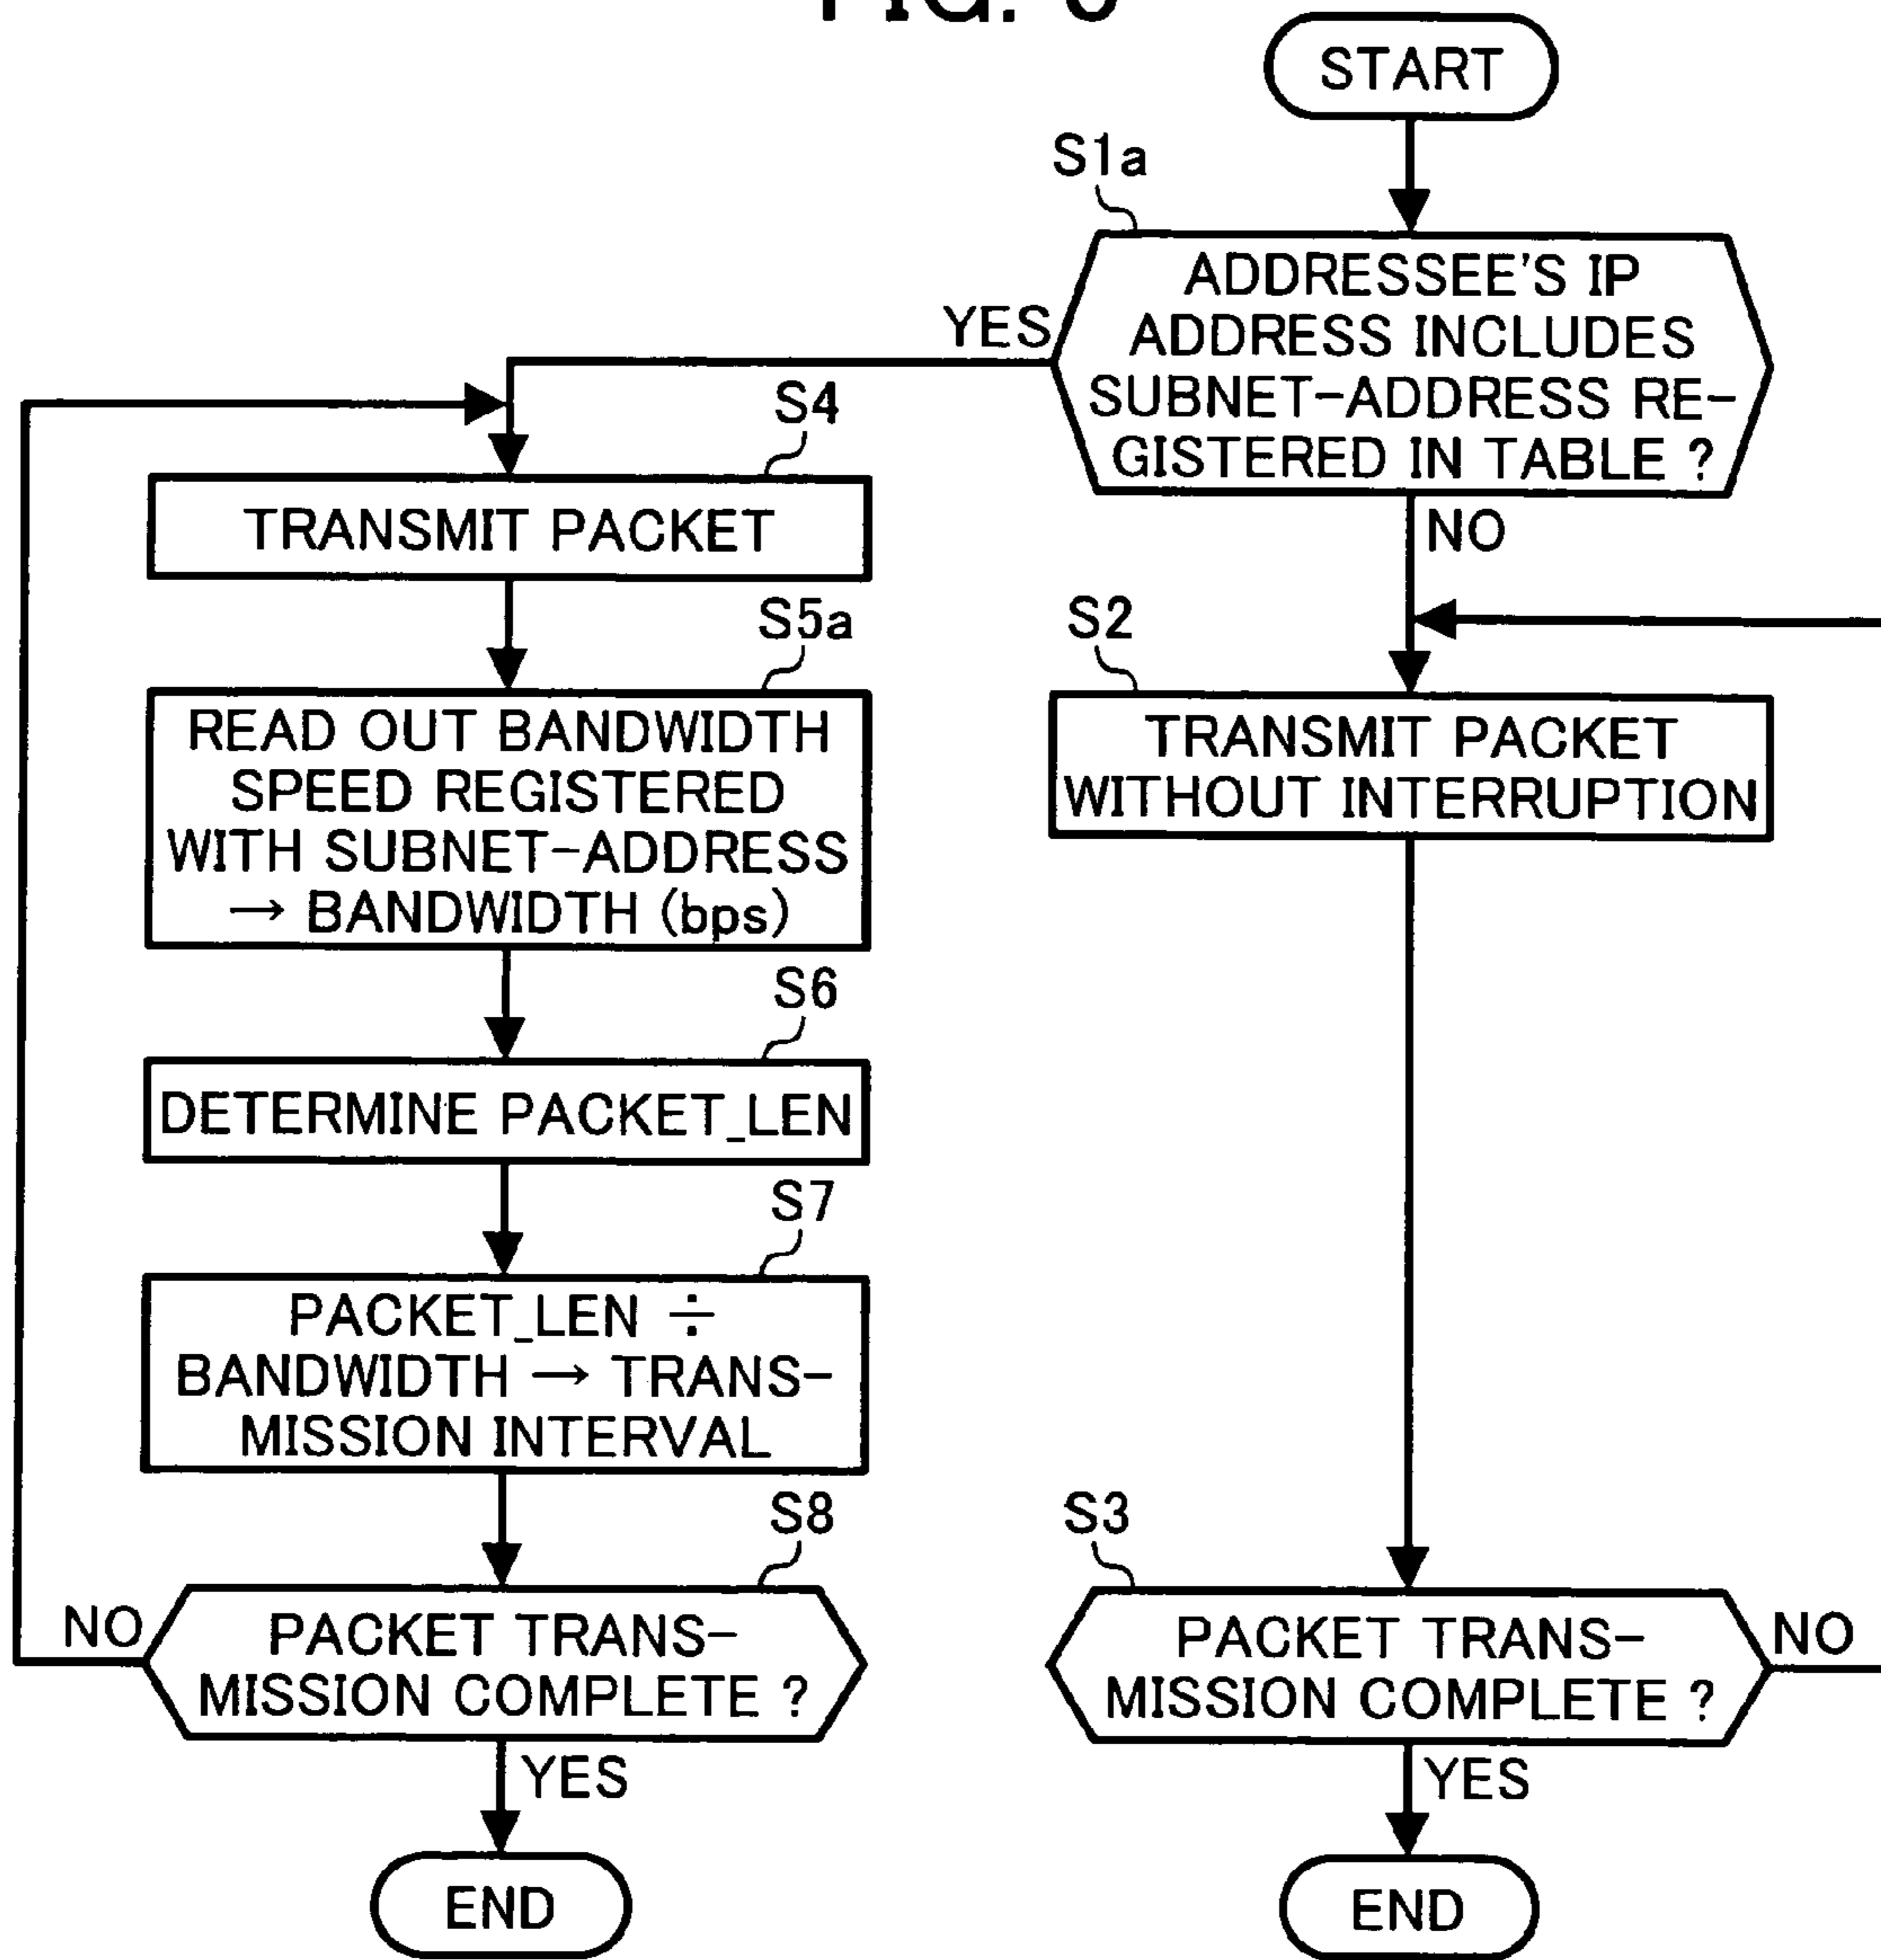 START
S1a
ADDRESSEE'S IP
ADDRESS INCLUDES
SUBNET-ADDRESS RE-
GISTERED IN TABLE ?
YES
NO
S4
TRANSMIT PACKET
S5a
READ OUT BANDWIDTH
SPEED REGISTERED
WITH SUBNET-ADDRESS
→ BANDWIDTH (bps)
S6
DETERMINE PACKET_LEN
S7
PACKET_LEN ÷
BANDWIDTH → TRANS-
MISSION INTERVAL
S8
PACKET TRANS-
MISSION COMPLETE ?
NO
YES
END
S2
TRANSMIT PACKET
WITHOUT INTERRUPTION
S3
PACKET TRANS-
MISSION COMPLETE ?
NO
YES
END